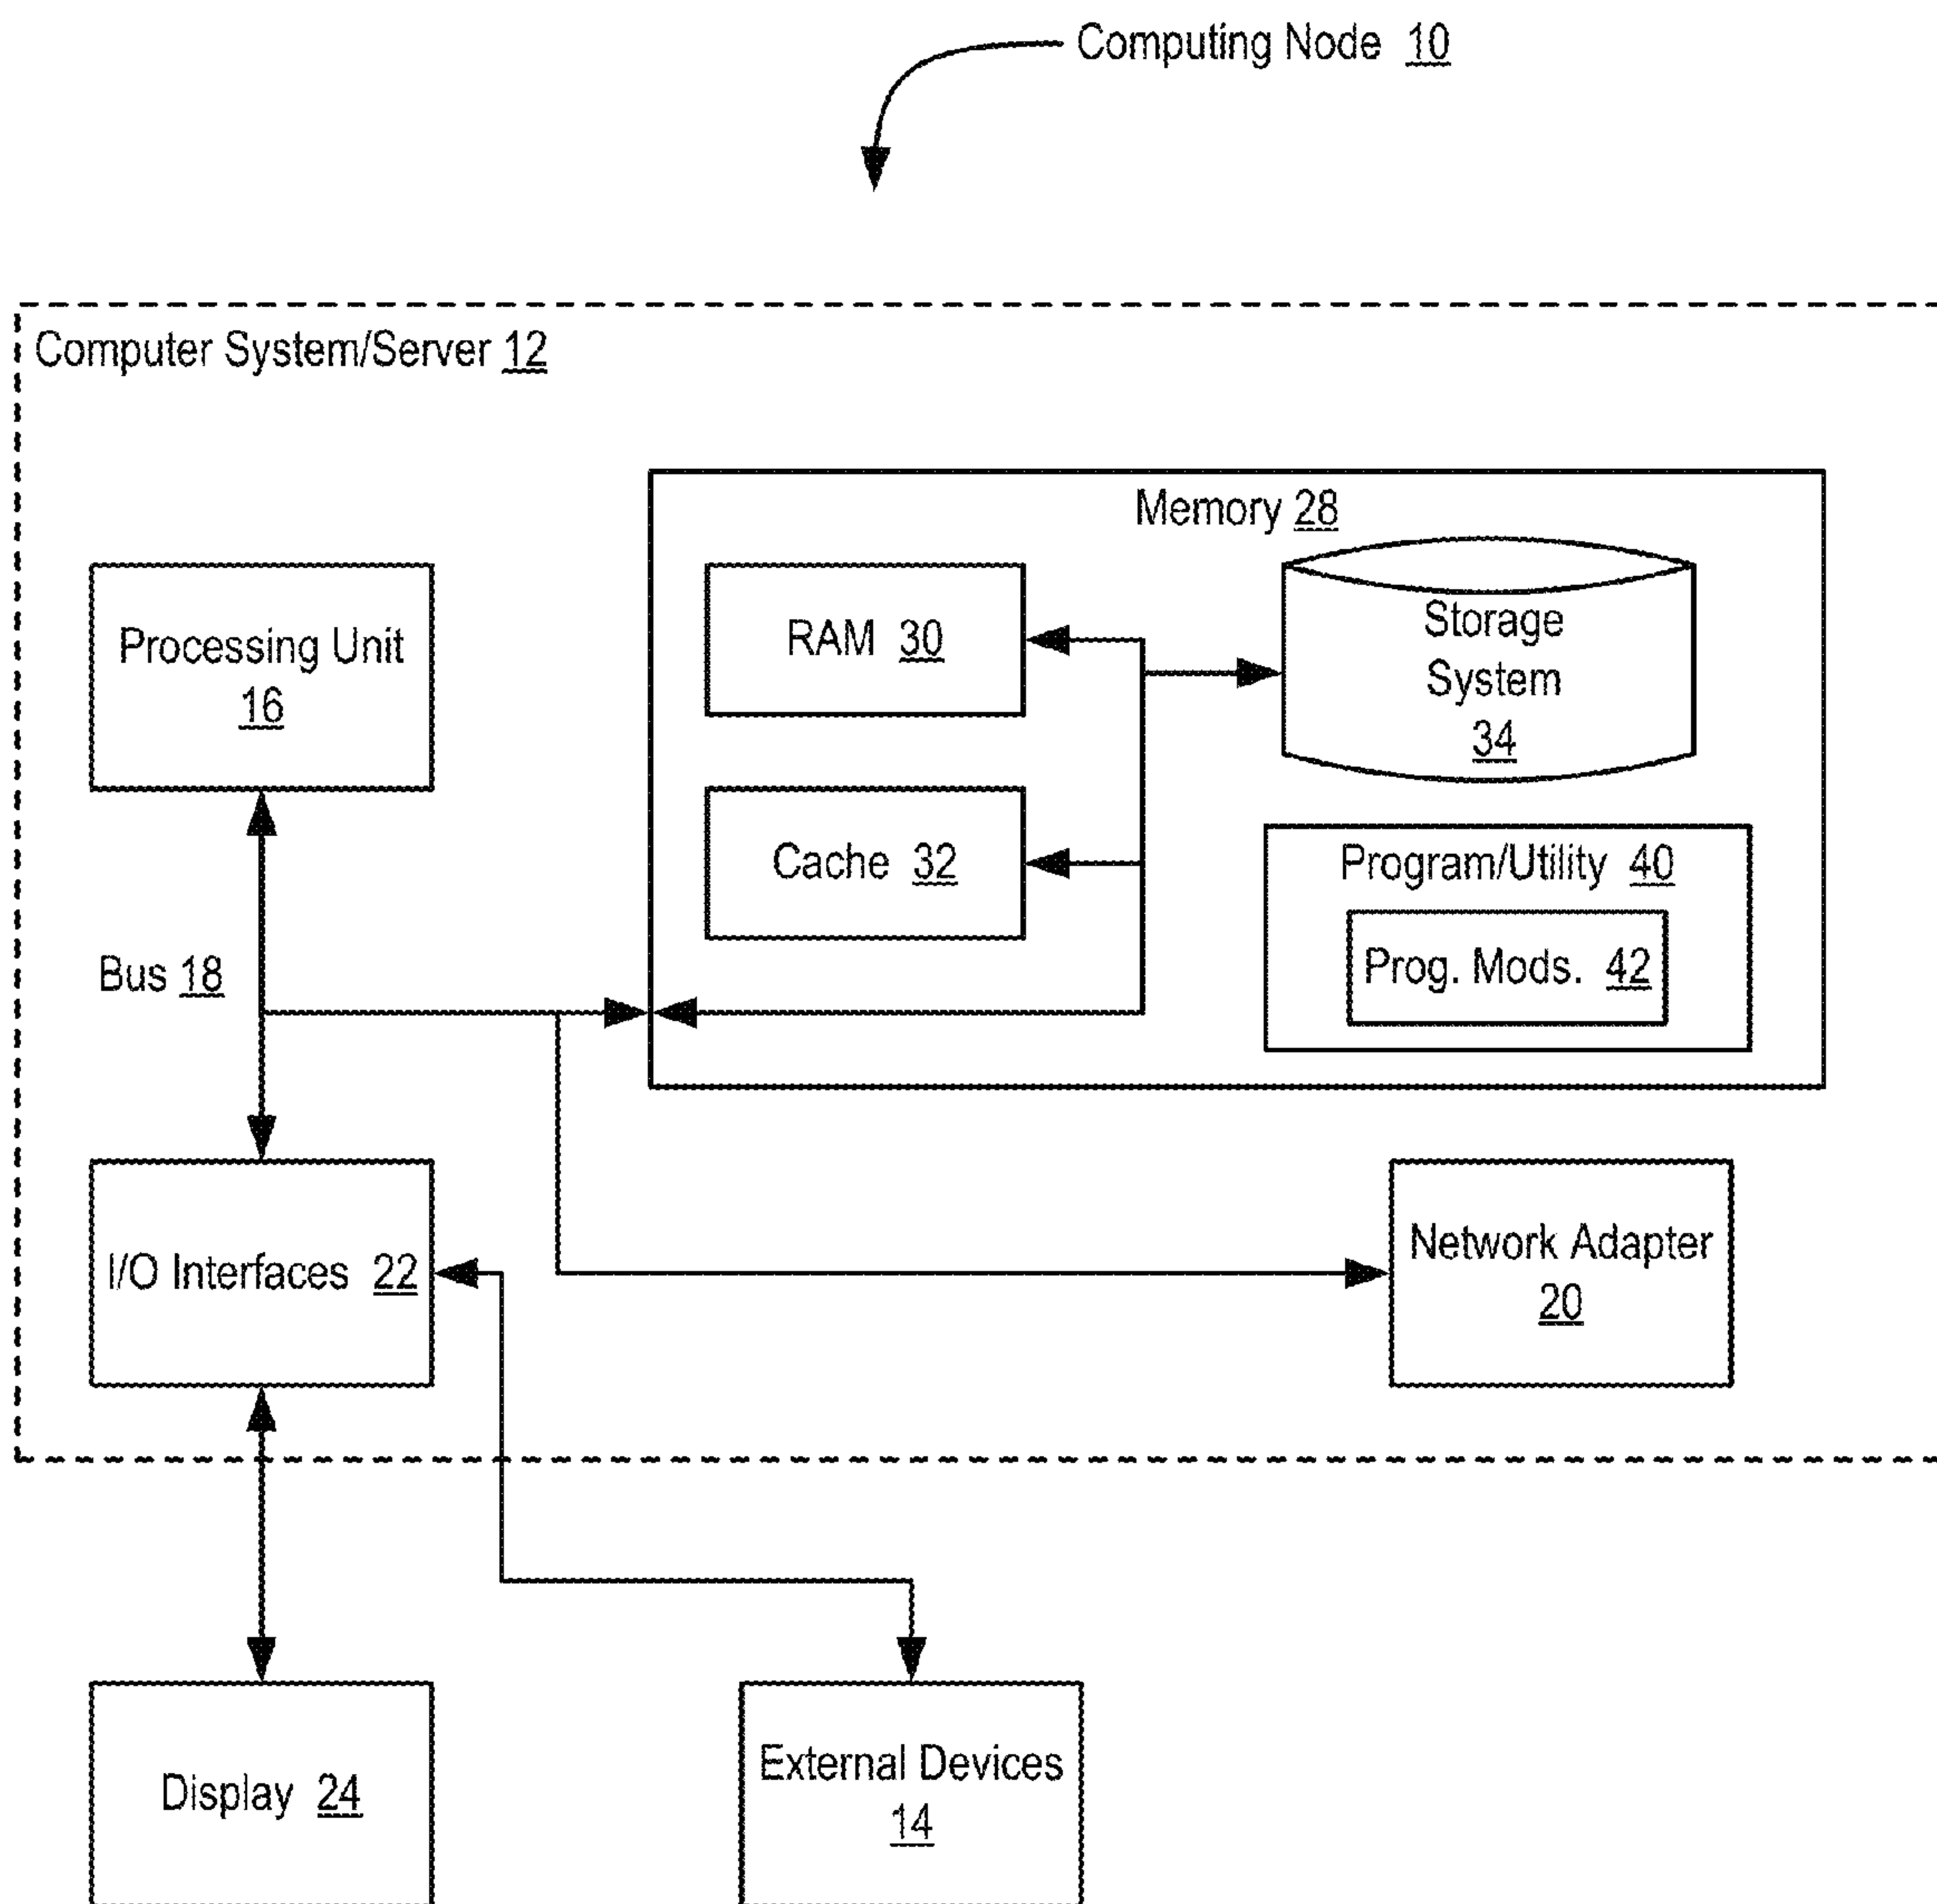 Computing Node 10
Computer System/Server 12
Memory 28
Processing Unit
16
RAM 30
Storage
System
34
Cache 32
Program/Utility 40
Prog. Mods. 42
Bus 18
I/O Interfaces 22
Network Adapter
20
Display 24
External Devices
14